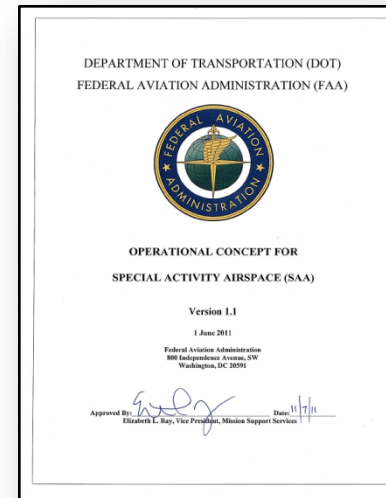 DEPARTMENT OF TRANSPORTATION (DOT)
FEDERAL AVIATION ADMINISTRATION (FAA)
FEDERAL AVIATION
ADMINISTRATION
OPERATIONAL CONCEPT FOR
SPECIAL ACTIVITY AIRSPACE (SAA)
Version 1.1
1 June 2011
Federal Aviation Administration
800 Independence Avenue, SW
Washington, DC 20591
Approved By: Date: 11/7/11
Elizabeth L. Ray, Vice President, Mission Support Services